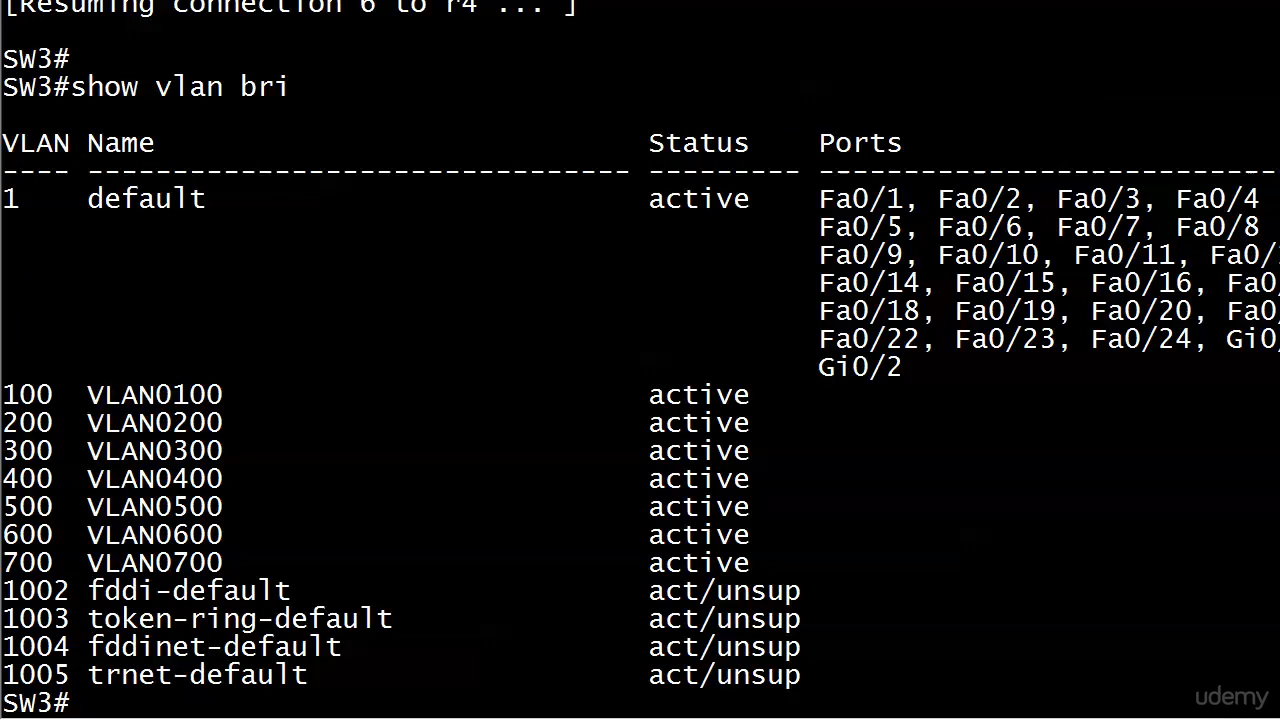 [Resuming connection 6 to r4 ... ]
SW3#
SW3#show vlan bri
VLAN Name Status Ports
---- -------------------------------- --------- ---------------------------
1 default active Fa0/1, Fa0/2, Fa0/3, Fa0/4
Fa0/5, Fa0/6, Fa0/7, Fa0/8
Fa0/9, Fa0/10, Fa0/11,
Fa0/14, Fa0/15, Fa0/16,
Fa0/18, Fa0/19, Fa0/20,
Fa0/22, Fa0/23, Fa0/24,
Gi0/2
100 VLAN0100 active
200 VLAN0200 active
300 VLAN0300 active
400 VLAN0400 active
500 VLAN0500 active
600 VLAN0600 active
700 VLAN0700 active
1002 fddi-default act/unsup
1003 token-ring-default act/unsup
1004 fddinet-default act/unsup
1005 trnet-default act/unsup
SW3#
udemy